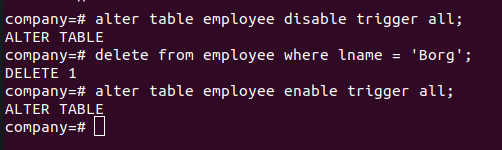 company=# alter table employee disable trigger all;
ALTER TABLE
company=# delete from employee where lname = 'Borg';
DELETE 1
company=# alter table employee enable trigger all;
ALTER TABLE
company=#